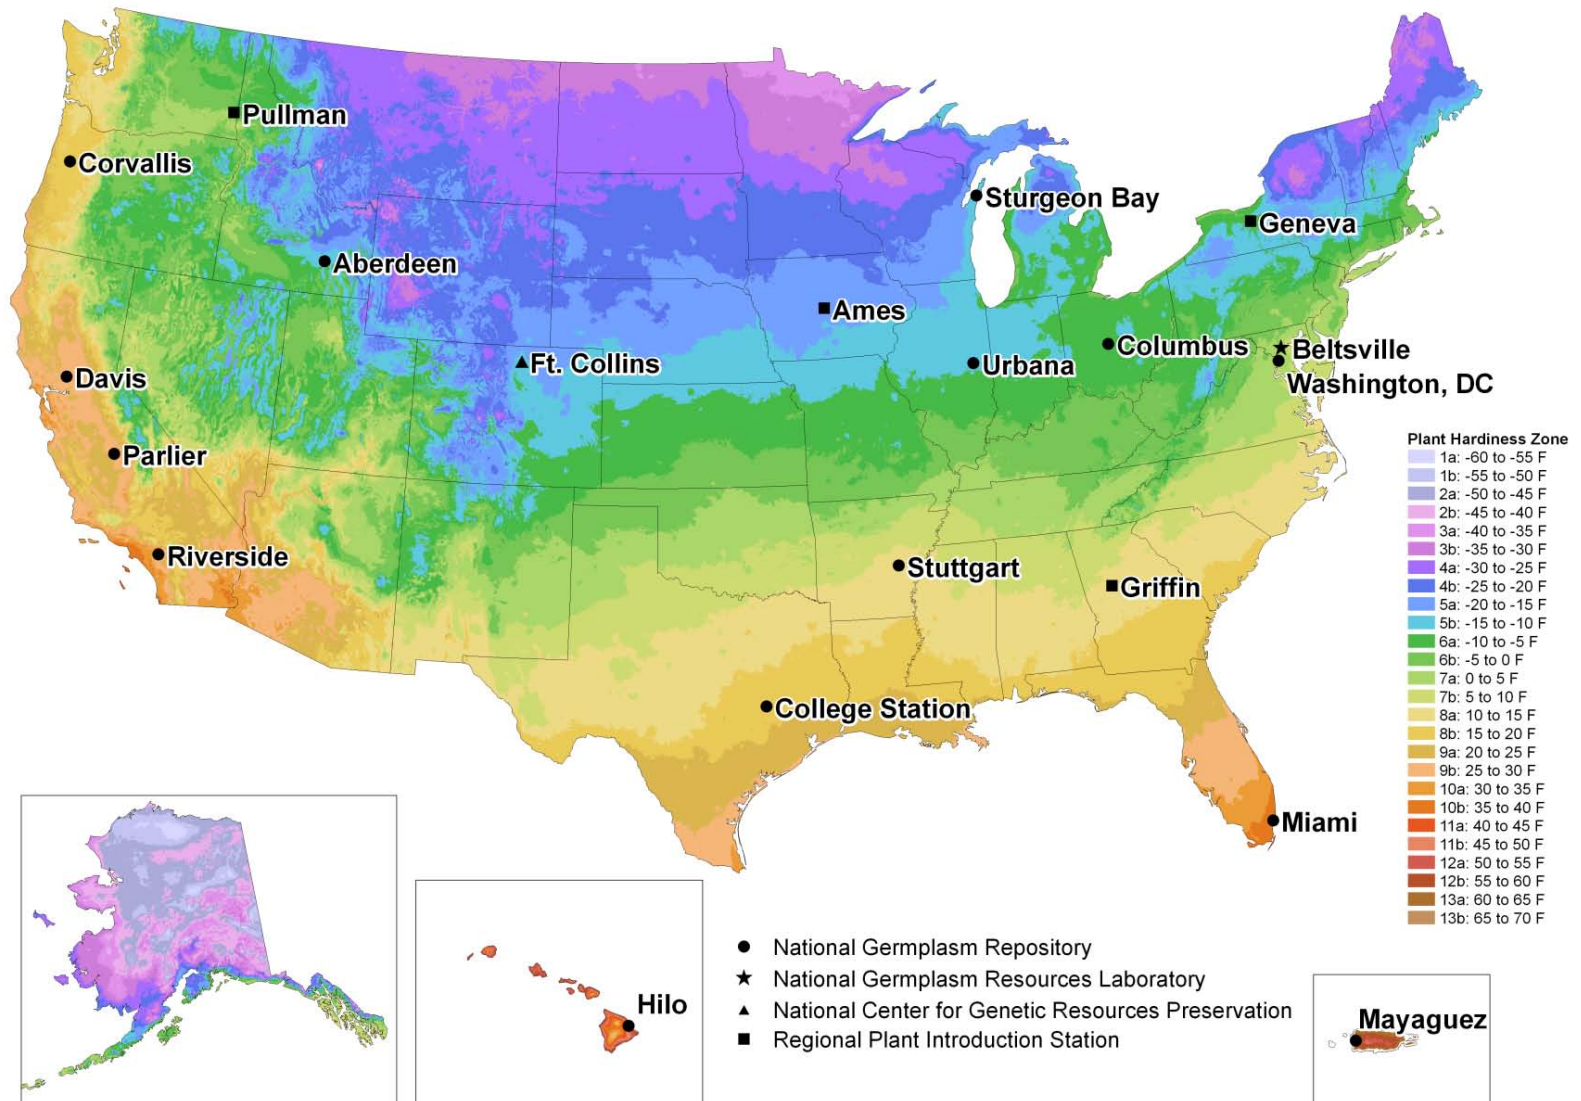 Pullman
Corvallis
Sturgeon Bay
Geneva
Aberdeen
Ames
Columbus
Beltsville
Ft. Collins
Urbana
Washington, DC
Davis
Parlier
Riverside
Stuttgart
Griffin
College Station
Miami
Plant Hardiness Zone
1a: -60 to -55 F
1b: -55 to -50 F
2a: -50 to -45 F
2b: -45 to -40 F
3a: -40 to -35 F
3b: -35 to -30 F
4a: -30 to -25 F
4b: -25 to -20 F
5a: -20 to -15 F
5b: -15 to -10 F
6a: -10 to -5 F
6b: -5 to 0 F
7a: 0 to 5 F
7b: 5 to 10 F
8a: 10 to 15 F
8b: 15 to 20 F
9a: 20 to 25 F
9b: 25 to 30 F
10a: 30 to 35 F
10b: 35 to 40 F
11a: 40 to 45 F
11b: 45 to 50 F
12a: 50 to 55 F
12b: 55 to 60 F
13a: 60 to 65 F
13b: 65 to 70 F
National Germplasm Repository
National Germplasm Resources Laboratory
National Center for Genetic Resources Preservation
Regional Plant Introduction Station
Hilo
Mayaguez